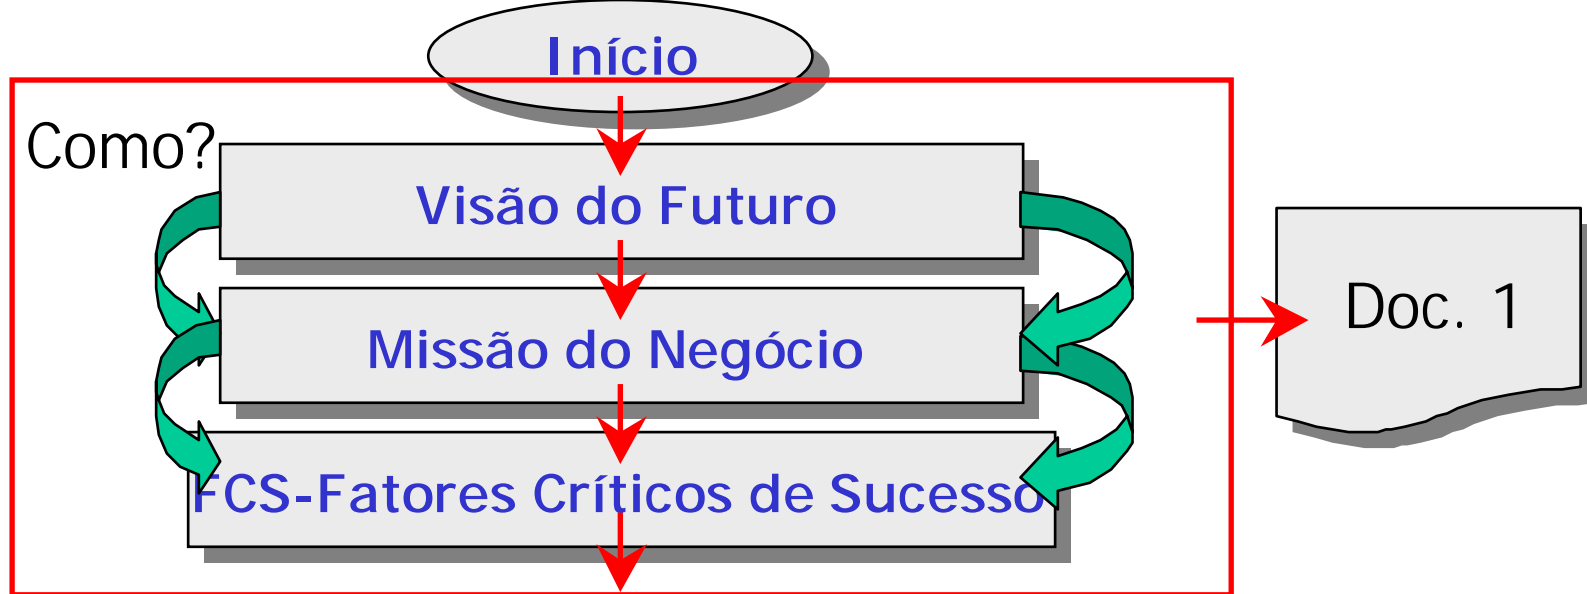 Início
Como?
Visão do Futuro
Doc. 1
Missão do Negócio
FCS-Fatores Críticos de Sucesso